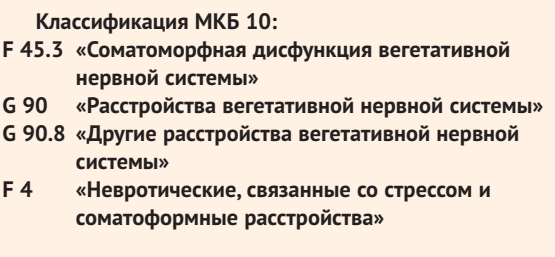 Классификация МКБ 10:
F 45.3 «Соматоморфная дисфункция вегетативной
нервной системы»
G 90 «Расстройства вегетативной нервной системы»
G 90.8 «Другие расстройства вегетативной нервной
системы»
F 4 «Невротические, связанные со стрессом и
соматоформные расстройства»